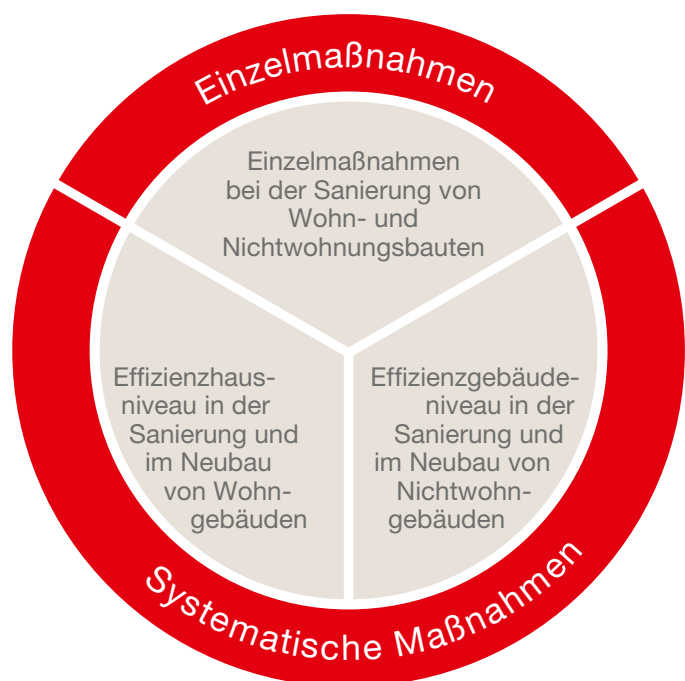 Einzelmaßnahmen
Einzelmaßnahmen
bei der Sanierung von
Wohn- und
Nichtwohnungsbauten
Effizienzhaus-
niveau in der
Sanierung und
im Neubau
von Wohn-
gebäuden
Effizienzgebäude-
niveau in der
Sanierung und
im Neubau von
Nichtwohn-
gebäuden
Systematische Maßnahmen